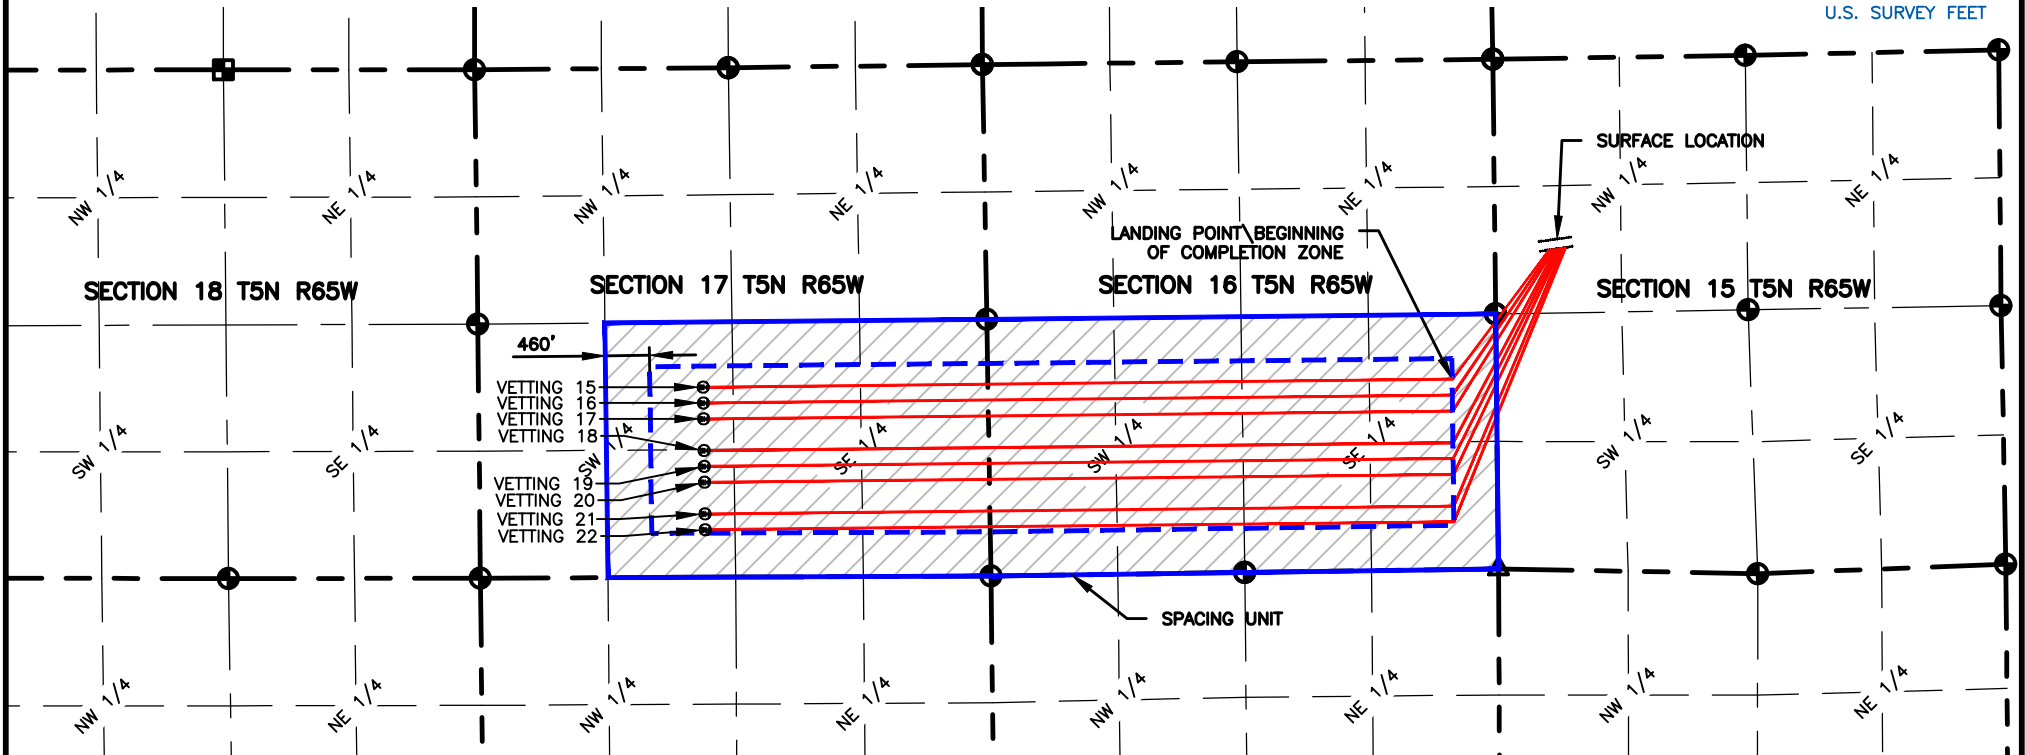 U.S. SURVEY FEET
SURFACE LOCATION
NW 1/4
NE 1/4
NW 1/4
NE 1/4
NW 1/4
NE 1/4
NW 1/4
NE 1/4
LANDING POINT\BEGINNING
OF COMPLETION ZONE
SECTION 18 T5N R65W
SECTION 17 T5N R65W
SECTION 16 T5N R65W
SECTION 15 T5N R65W
460'
VETTING 15
VETTING 16
VETTING 17
VETTING 18
SW 1/4
SE 1/4
SW 1/4
SE 1/4
SW 1/4
SE 1/4
SW 1/4
SE 1/4
VETTING 19
VETTING 20
VETTING 21
VETTING 22
SPACING UNIT
NW 1/4
NE 1/4
NW 1/4
NE 1/4
NW 1/4
NE 1/4
NW 1/4
NE 1/4